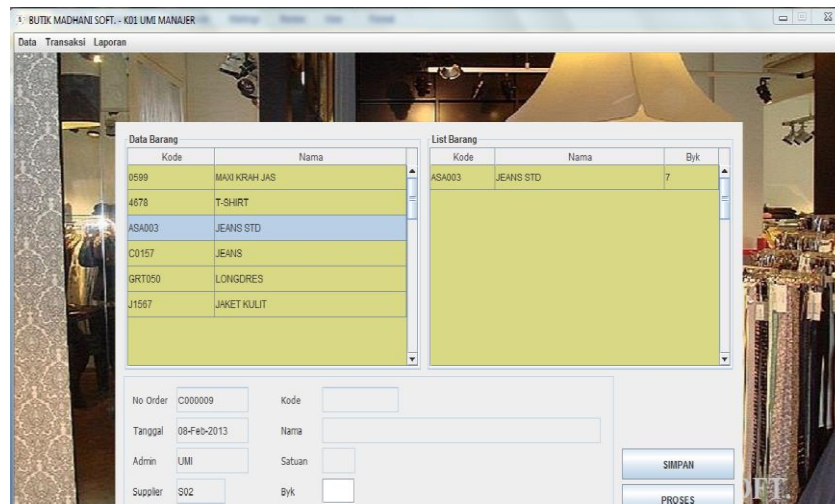 BUTIK MADHANI SOFT. - K01 UMI MANAJER
Data Transaksi Laporan
Data Barang
Kode Nama
0599 MAXI KRAH JAS
4678 T-SHIRT
ASA003 JEANS STD
C0157 JEANS
GRT050 LONGDRES
J1567 JAKET KULIT
List Barang
Kode Nama Byk
ASA003 JEANS STD 7
No Order C000009 Kode
Tanggal 08-Feb-2013 Nama
Admin UMI Satuan
Supplier S02 Byk
SIMPAN
PROSES